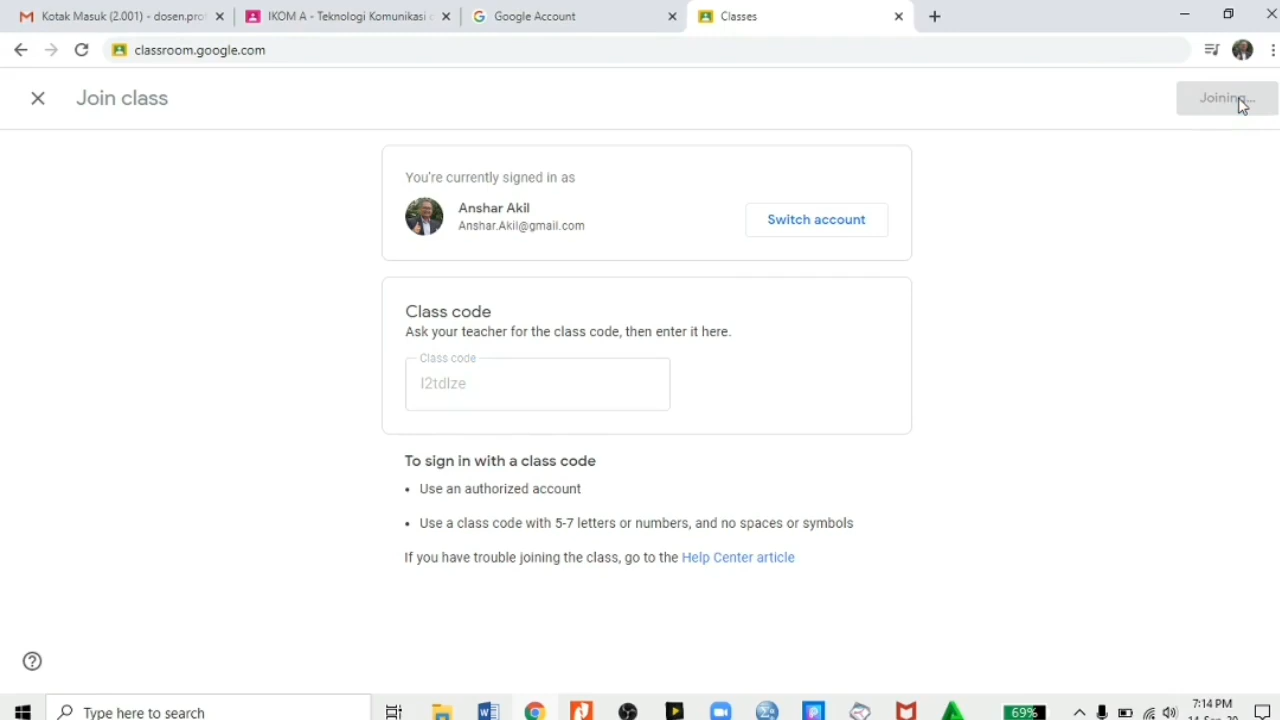 Kotak Masuk (2.001) - dosen.prof
IKOM A - Teknologi Komunikasi d
Google Account
Classes
classroom.google.com
Join class
Joining...
You're currently signed in as
Anshar Akil
Anshar.Akil@gmail.com
Switch account
Class code
Ask your teacher for the class code, then enter it here.
Class code
l2tdlze
To sign in with a class code
• Use an authorized account
• Use a class code with 5-7 letters or numbers, and no spaces or symbols
If you have trouble joining the class, go to the Help Center article
Type here to search
69%
7:14 PM